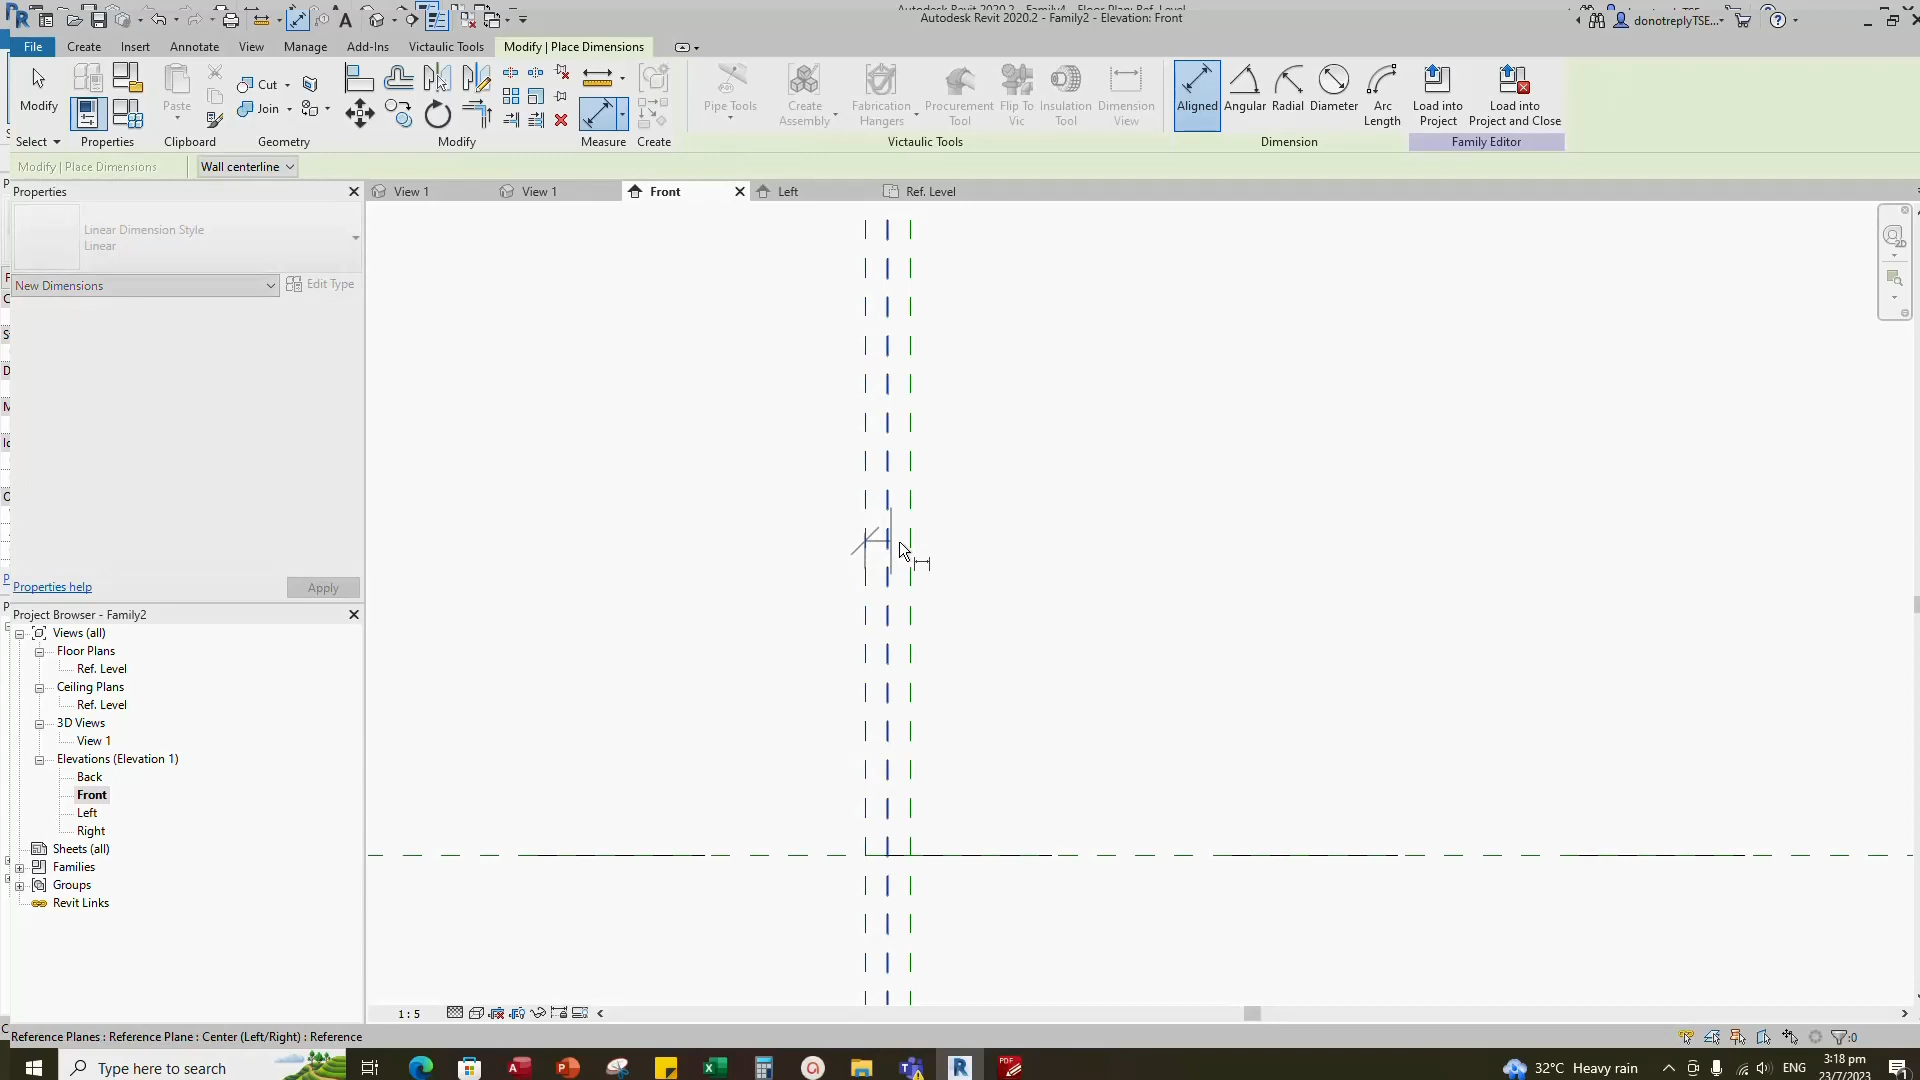 Autodesk Revit 2020.2 - Family2 - Elevation: Front
donotreplyTSE...
File
Create
Insert
Annotate
View
Manage
Add-Ins
Victaulic Tools
Modify | Place Dimensions
Modify
Paste
Cut
Join
Pipe Tools
Create Assembly
Fabrication Hangers
Procurement Tool
Flip To Vic
Insulation Tool
Dimension View
Aligned
Angular
Radial
Diameter
Arc Length
Load into Project
Load into Project and Close
Select
Properties
Clipboard
Geometry
Modify
Measure
Create
Victaulic Tools
Dimension
Family Editor
Modify | Place Dimensions
Wall centerline
Properties
View 1
View 1
Front
Left
Ref. Level
Linear Dimension Style
Linear
New Dimensions
Edit Type
2D
Properties help
Apply
Project Browser - Family2
Views (all)
Floor Plans
Ref. Level
Ceiling Plans
Ref. Level
3D Views
View 1
Elevations (Elevation 1)
Back
Front
Left
Right
Sheets (all)
Families
Groups
Revit Links
1 : 5
Reference Planes : Reference Plane : Center (Left/Right) : Reference
:0
Type here to search
PDF
32°C Heavy rain
ENG
3:18 pm
23/7/2023